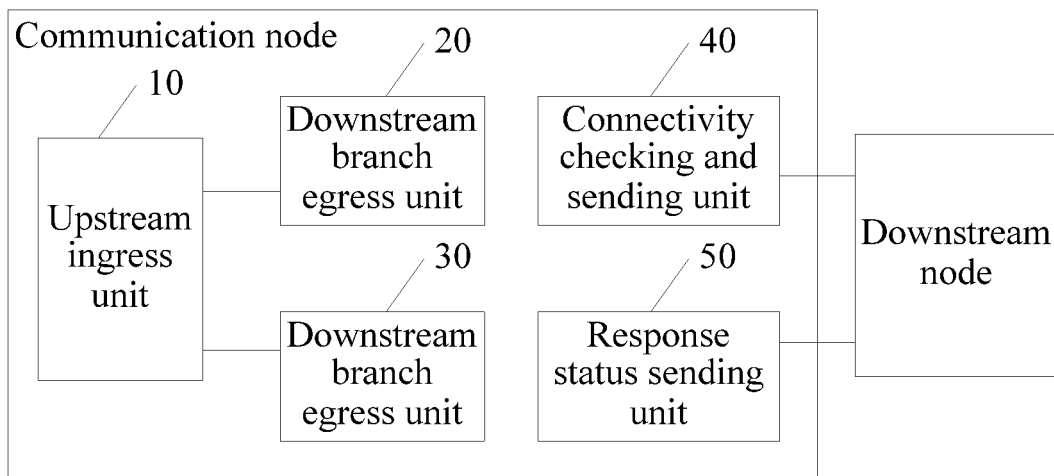 Communication node
10
20
40
Upstream
ingress
unit
Downstream
branch
egress unit
Connectivity
checking and
sending unit
Downstream
node
30
50
Downstream
branch
egress unit
Response
status sending
unit